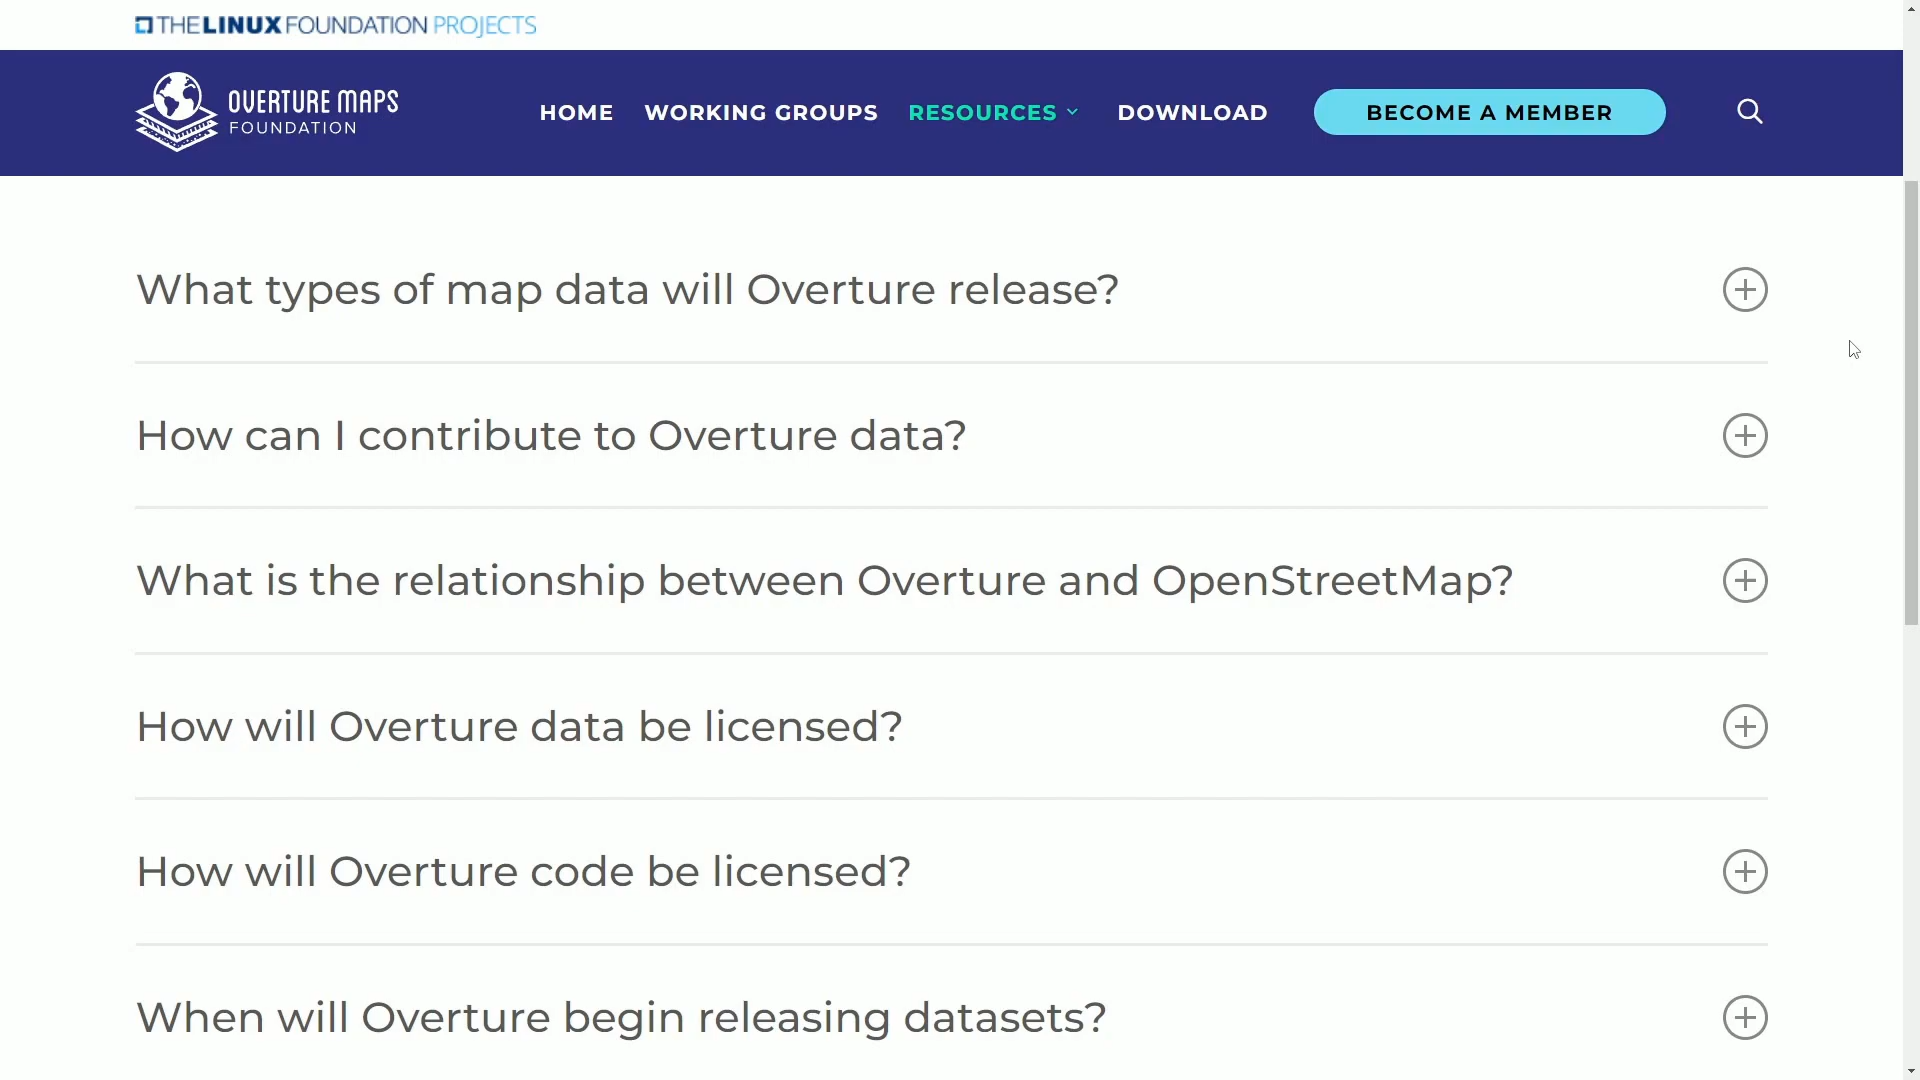 THE LINUX FOUNDATION PROJECTS
OVERTURE MAPS
FOUNDATION
HOME WORKING GROUPS RESOURCES DOWNLOAD BECOME A MEMBER
What types of map data will Overture release?
How can I contribute to Overture data?
What is the relationship between Overture and OpenStreetMap?
How will Overture data be licensed?
How will Overture code be licensed?
When will Overture begin releasing datasets?